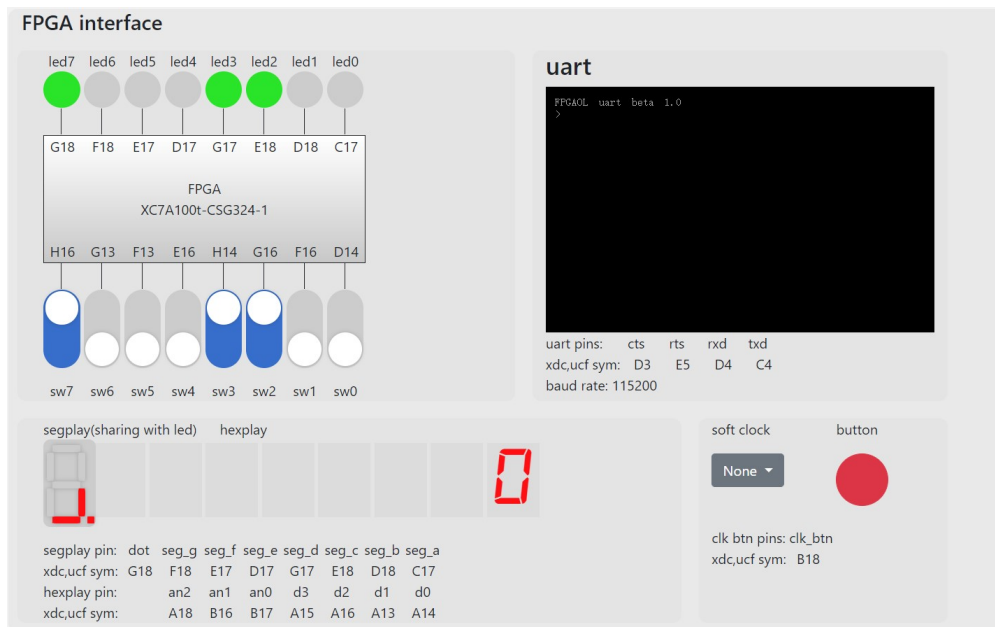 FPGA interface
led7 led6 led5 led4 led3 led2 led1 led0
G18 F18 E17 D17 G17 E18 D18 C17
FPGA
XC7A100t-CSG324-1
H16 G13 F13 E16 H14 G16 F16 D14
sw7 sw6 sw5 sw4 sw3 sw2 sw1 sw0
uart
FPGAOL uart beta 1.0
>
uart pins: cts rts rxd txd
xdc,ucf sym: D3 E5 D4 C4
baud rate: 115200
segplay(sharing with led) hexplay
0
segplay pin: dot seg_g seg_f seg_e seg_d seg_c seg_b seg_a
xdc,ucf sym: G18 F18 E17 D17 G17 E18 D18 C17
hexplay pin: an2 an1 an0 d3 d2 d1 d0
xdc,ucf sym: A18 B16 B17 A15 A16 A13 A14
soft clock button
None
clk btn pins: clk_btn
xdc,ucf sym: B18